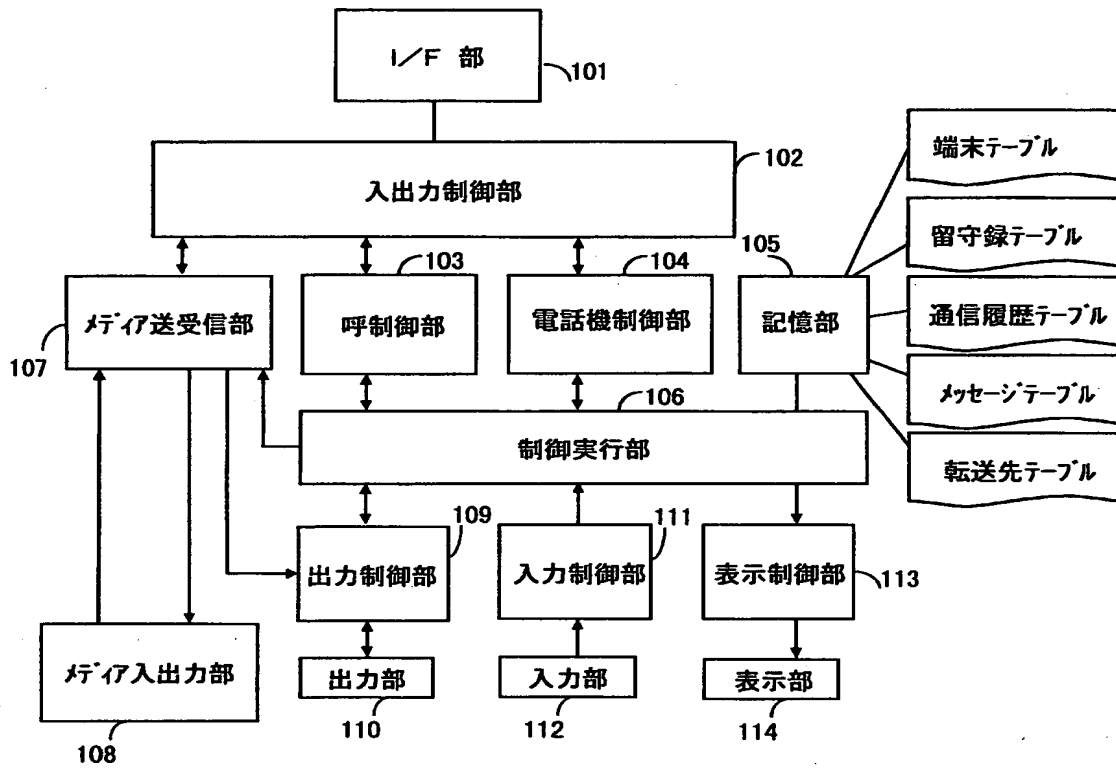 I/F 部
101
入出力制御部
102
端末テーブル
留守録テーブル
通信履歴テーブル
メッセージテーブル
転送先テーブル
メディア送受信部
107
呼制御部
103
電話機制御部
104
記憶部
105
制御実行部
106
出力制御部
109
入力制御部
111
表示制御部
113
メディア入出力部
108
出力部
110
入力部
112
表示部
114